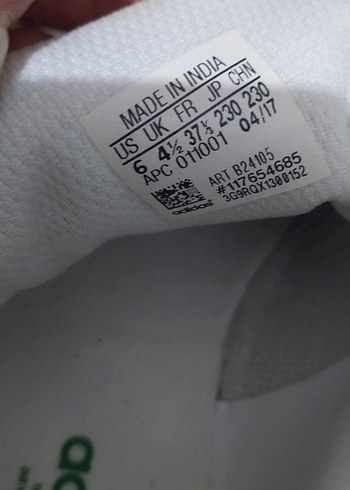 MADE IN INDIA
US UK FR JP CHN
6 4½ 37⅓ 230 230
APC 011001 04/17
ART B24105
#117654685
3G9RQX1308152
adidas